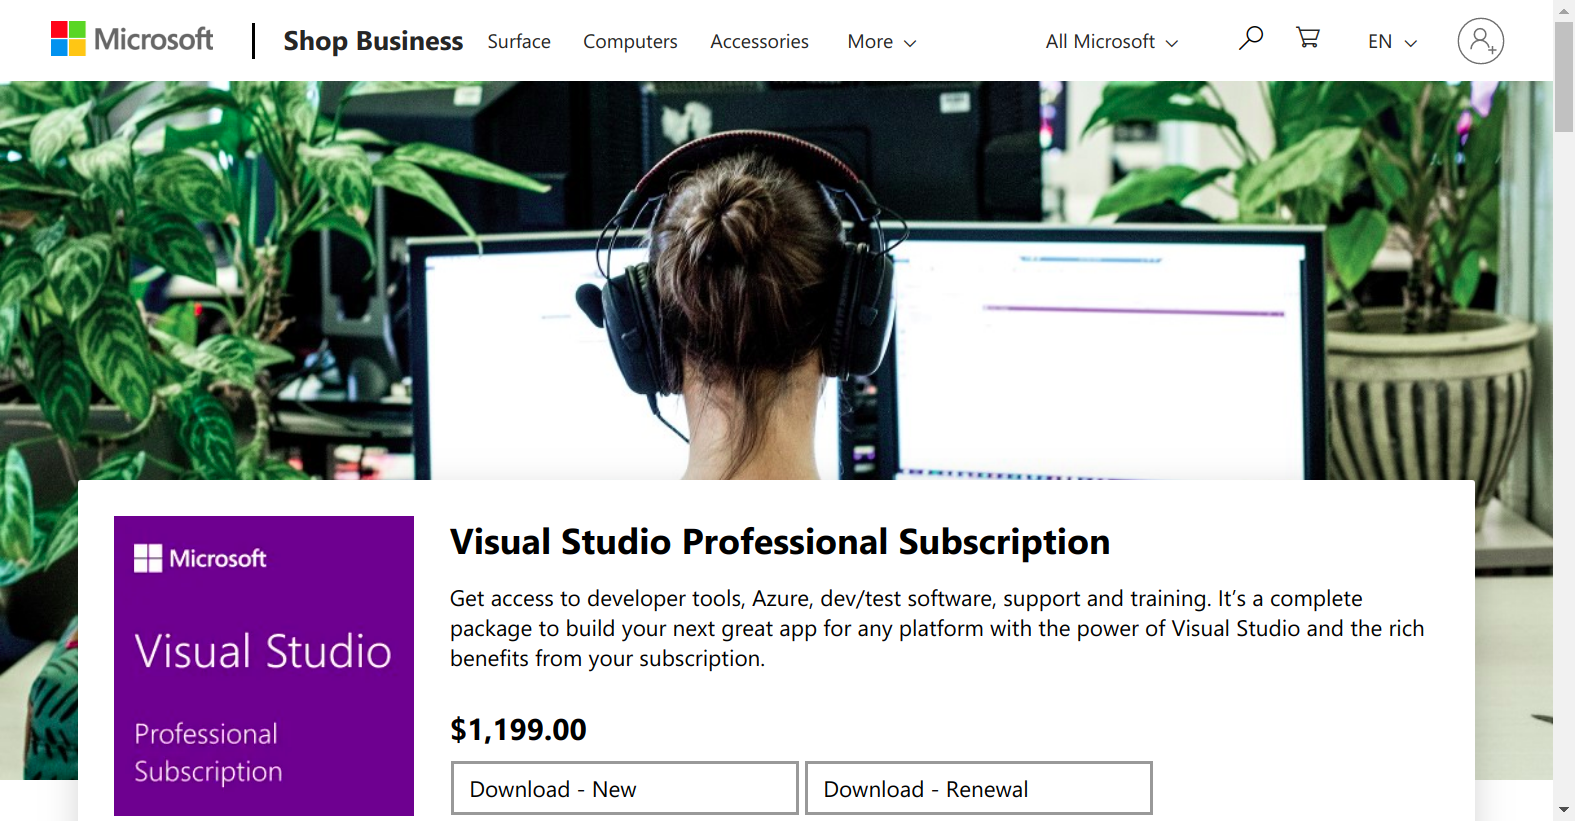 Microsoft
Shop Business
Surface
Computers
Accessories
More
All Microsoft
EN
Microsoft
Visual Studio
Professional
Subscription
Visual Studio Professional Subscription
Get access to developer tools, Azure, dev/test software, support and training. It’s a complete
package to build your next great app for any platform with the power of Visual Studio and the rich
benefits from your subscription.
$1,199.00
Download - New
Download - Renewal